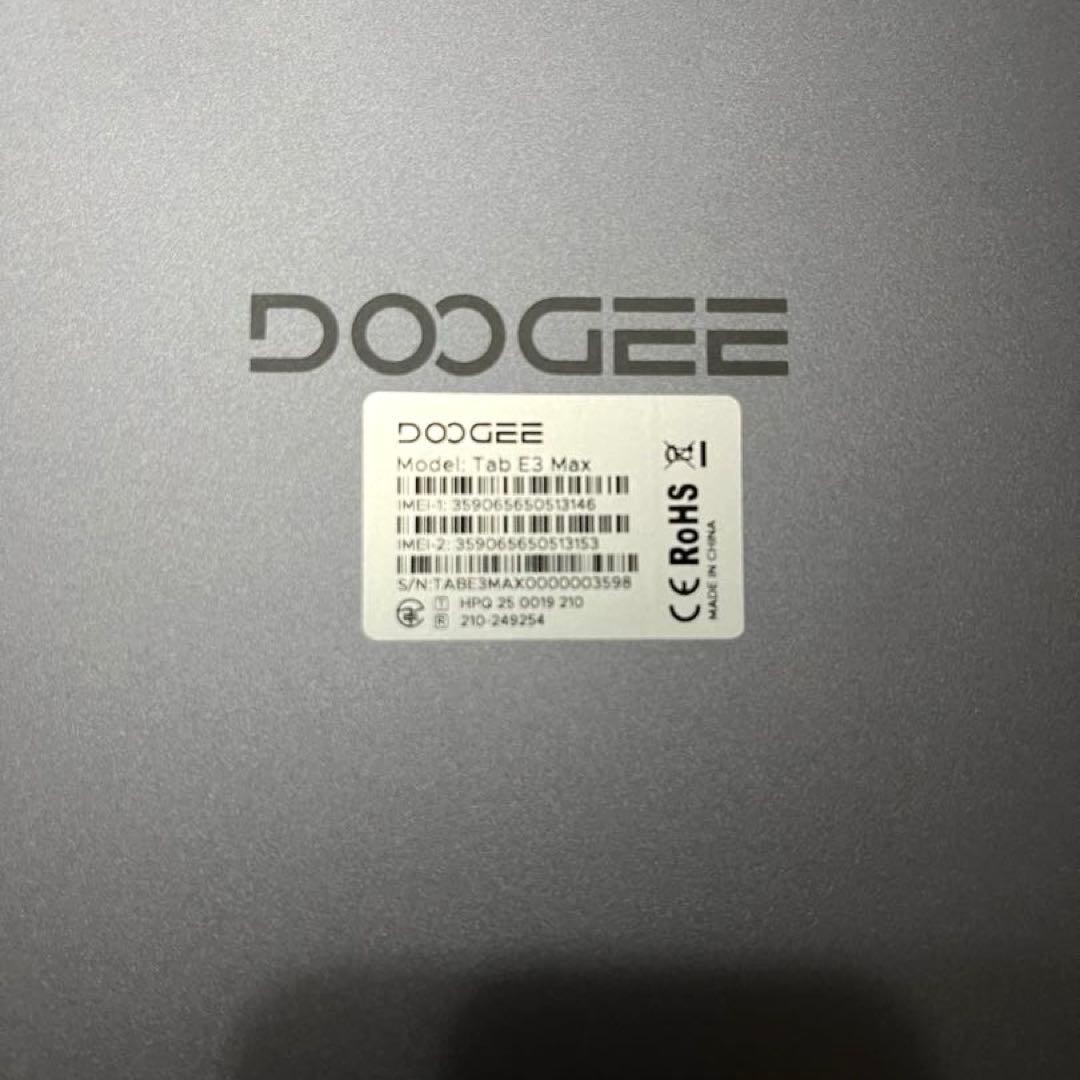 DOOGEE
DOOGEE
Model: Tab E3 Max
IMEI-1: 359065650513146
IMEI-2: 359065650513153
S/N:TABE3MAX0000003598
T HPQ 25 0019 210
R 210-249254
CE RoHS
MADE IN CHINA